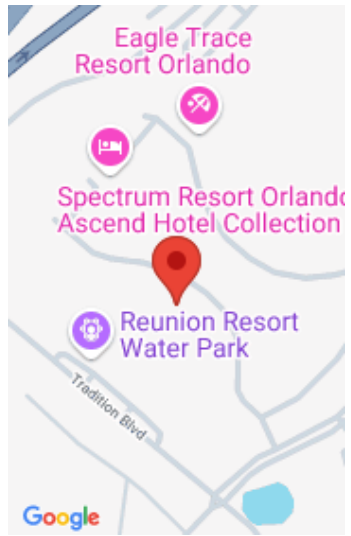 Eagle Trace
Resort Orlando
Spectrum Resort Orlando
Ascend Hotel Collection
Reunion Resort
Water Park
Tradition Blvd
Google